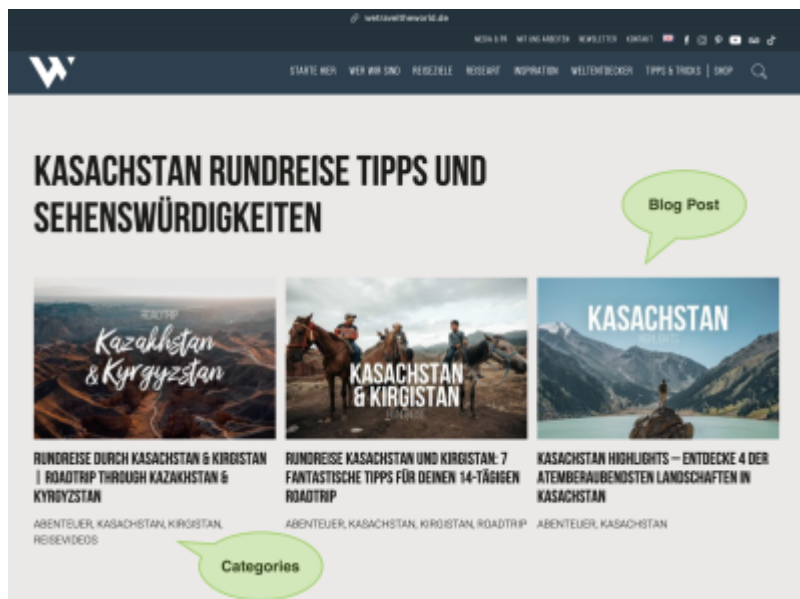 wetraveltheworld.de
MEDIA & PR MIT UNS ARBEITEN NEWSLETTER KONTAKT
STARTE HIER WER WIR SIND REISEZIELE REISEART INSPIRATION WELTENTDECKER TIPPS & TRICKS | SHOP
KASACHSTAN RUNDREISE TIPPS UND
SEHENSWÜRDIGKEITEN
Blog Post
ROADTRIP
Kazakhstan
& Kyrgyzstan
KASACHSTAN
& KIRGISTAN
RUNDREISE
KASACHSTAN
HIGHLIGHTS
RUNDREISE DURCH KASACHSTAN & KIRGISTAN
| ROADTRIP THROUGH KAZAKHSTAN &
KYRGYZSTAN
ABENTEUER, KASACHSTAN, KIRGISTAN,
REISEVIDEOS
RUNDREISE KASACHSTAN UND KIRGISTAN: 7
FANTASTISCHE TIPPS FÜR DEINEN 14-TÄGIGEN
ROADTRIP
ABENTEUER, KASACHSTAN, KIRGISTAN, ROADTRIP
KASACHSTAN HIGHLIGHTS – ENTDECKE 4 DER
ATEMBERAUBENDSTEN LANDSCHAFTEN IN
KASACHSTAN
ABENTEUER, KASACHSTAN
Categories